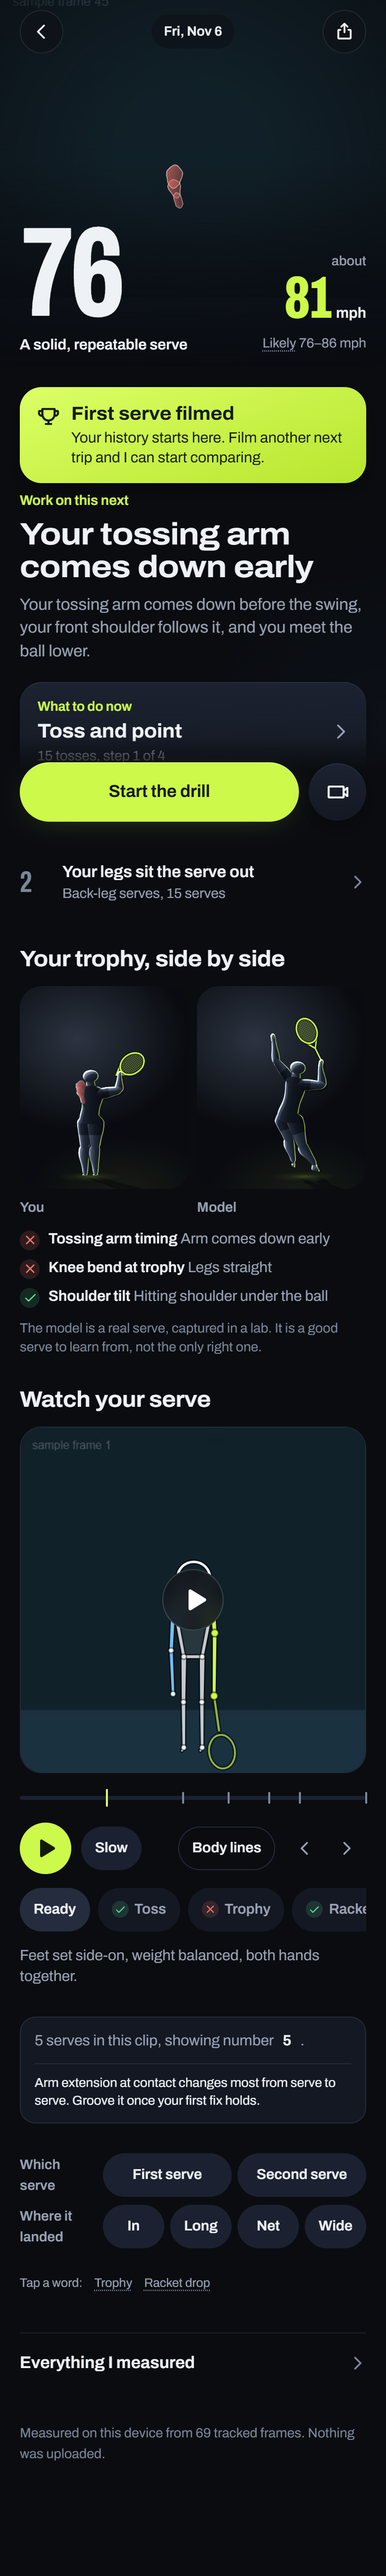 sample frame 45
Fri, Nov 6
76
about
81 mph
A solid, repeatable serve
Likely 76–86 mph
First serve filmed
Your history starts here. Film another next
trip and I can start comparing.
Work on this next
Your tossing arm
comes down early
Your tossing arm comes down before the swing,
your front shoulder follows it, and you meet the
ball lower.
What to do now
Toss and point
15 tosses, step 1 of 4
Start the drill
2
Your legs sit the serve out
Back-leg serves, 15 serves
Your trophy, side by side
You
Model
Tossing arm timing Arm comes down early
Knee bend at trophy Legs straight
Shoulder tilt Hitting shoulder under the ball
The model is a real serve, captured in a lab. It is a good
serve to learn from, not the only right one.
Watch your serve
sample frame 1
Slow
Body lines
Ready
Toss
Trophy
Racke
Feet set side-on, weight balanced, both hands
together.
5 serves in this clip, showing number 5 .
Arm extension at contact changes most from serve to
serve. Groove it once your first fix holds.
Which
serve
First serve
Second serve
Where it
landed
In
Long
Net
Wide
Tap a word: Trophy Racket drop
Everything I measured
Measured on this device from 69 tracked frames. Nothing
was uploaded.